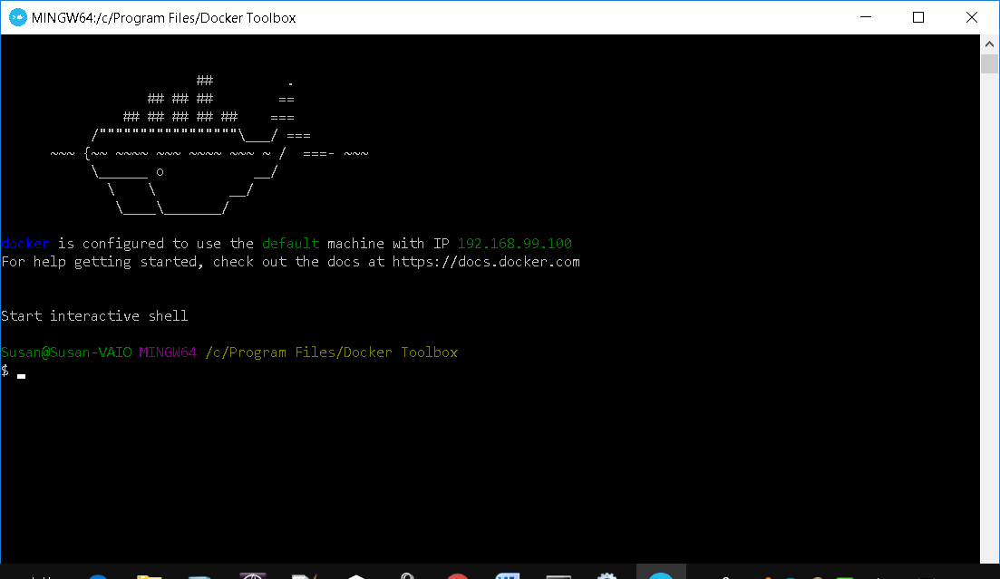 MINGW64:/c/Program Files/Docker Toolbox
                        ##         .
                  ## ## ##        ==
               ## ## ## ## ##    ===
           /"""""""""""""""""\___/ ===
      ~~~ {~~ ~~~~ ~~~ ~~~~ ~~~ ~ /  ===- ~~~
           \______ o           __/
             \    \         __/
              \____\_______/
docker is configured to use the default machine with IP 192.168.99.100
For help getting started, check out the docs at https://docs.docker.com
Start interactive shell
Susan@Susan-VAIO MINGW64 /c/Program Files/Docker Toolbox
$